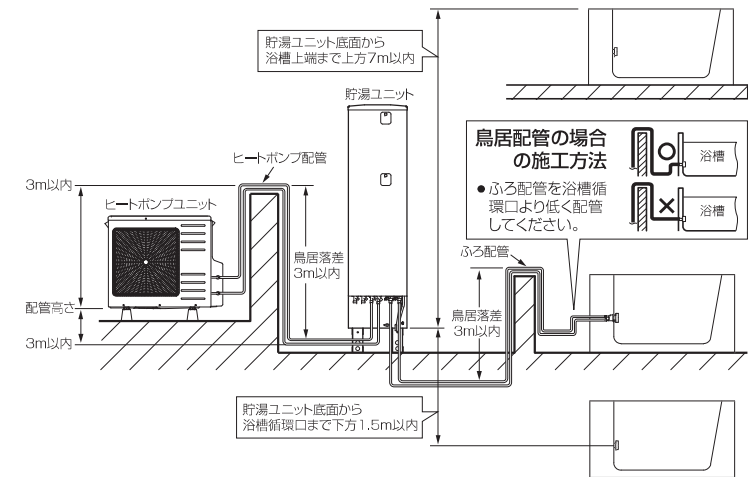 貯湯ユニット底面から
浴槽上端まで上方7m以内
貯湯ユニット
鳥居配管の場合
の施工方法
浴槽
● ふろ配管を浴槽循
環口より低く配管
してください。
浴槽
ヒートポンプ配管
3m以内
ヒートポンプユニット
鳥居落差
3m以内
ふろ配管
配管高さ
鳥居落差
3m以内
3m以内
貯湯ユニット底面から
浴槽循環口まで下方1.5m以内